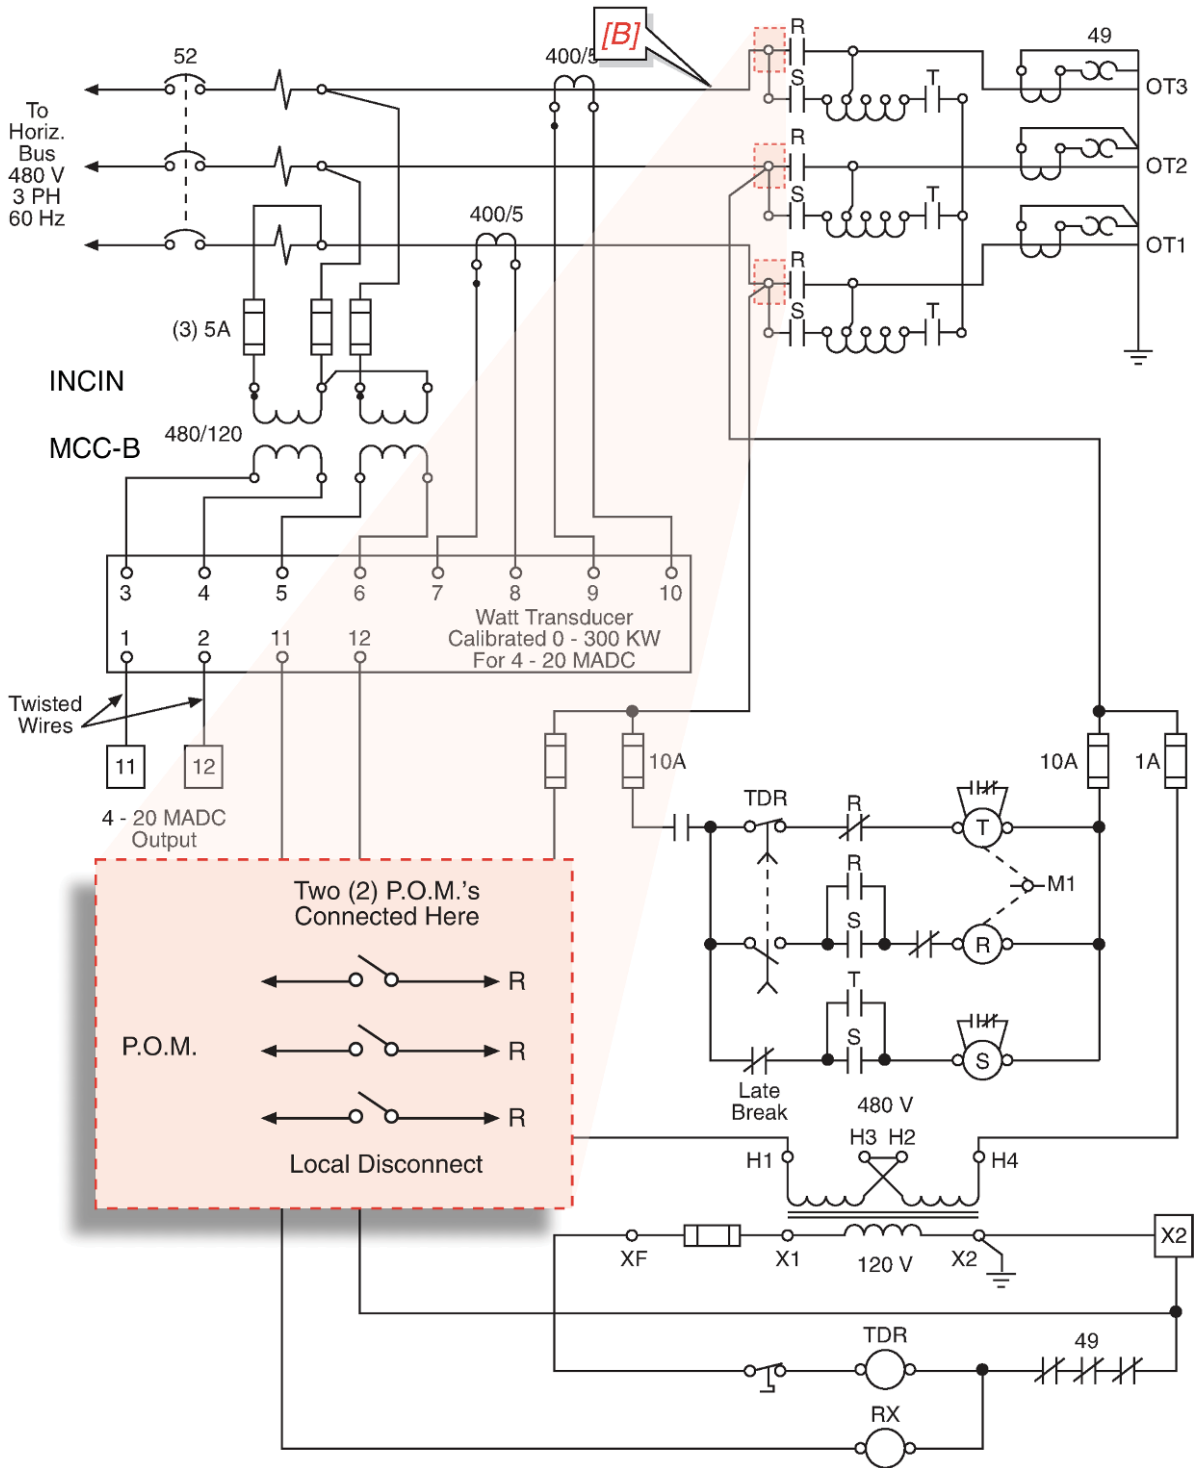 [B]
52
400/5
R
49
S
T
OT3
To
Horiz.
Bus
480 V
3 PH
60 Hz
R
S
T
OT2
400/5
R
S
T
OT1
(3) 5A
INCIN
MCC-B
480/120
3
4
5
6
7
8
9
10
1
2
11
12
Watt Transducer
Calibrated 0 - 300 KW
For 4 - 20 MADC
Twisted
Wires
11
12
4 - 20 MADC
Output
10A
10A
1A
TDR
R
T
R
M1
S
R
T
S
S
Late
Break
Two (2) P.O.M.'s
Connected Here
R
P.O.M.
R
R
Local Disconnect
480 V
H1
H3
H2
H4
XF
X1
120 V
X2
X2
TDR
49
RX